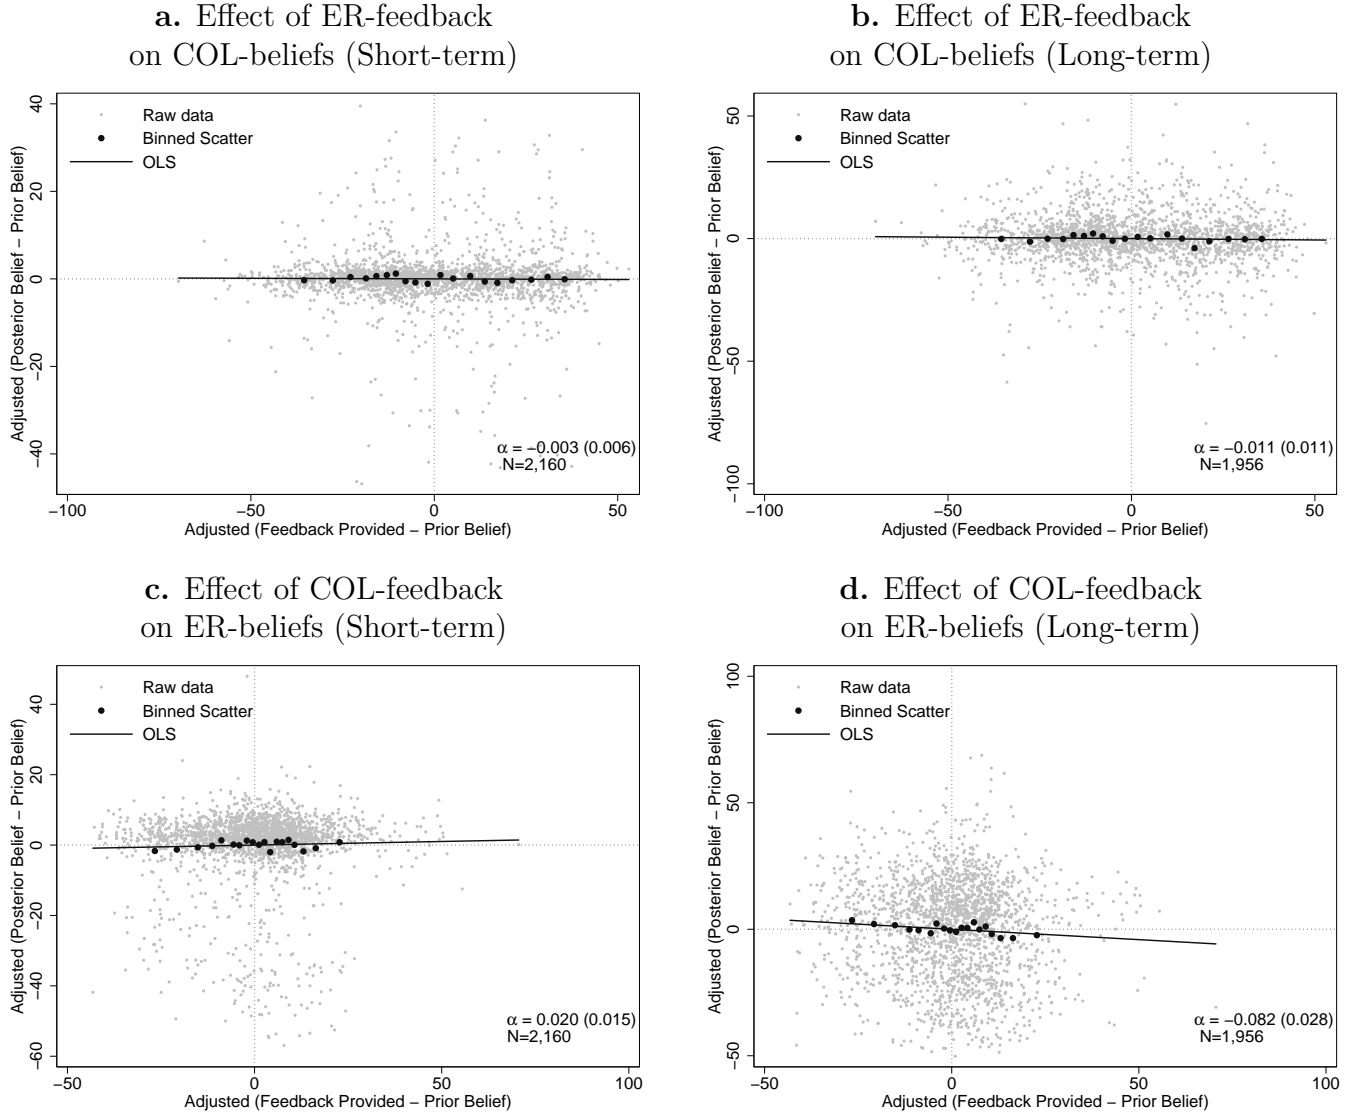 a. Effect of ER-feedback
on COL-beliefs (Short-term)
Raw data
Binned Scatter
OLS
40
20
0
−20
−40
Adjusted (Posterior Belief − Prior Belief)
α = −0.003 (0.006)
N=2,160
−100
−50
0
50
Adjusted (Feedback Provided − Prior Belief)
b. Effect of ER-feedback
on COL-beliefs (Long-term)
Raw data
Binned Scatter
OLS
50
0
−50
−100
Adjusted (Posterior Belief − Prior Belief)
α = −0.011 (0.011)
N=1,956
−100
−50
0
50
Adjusted (Feedback Provided − Prior Belief)
c. Effect of COL-feedback
on ER-beliefs (Short-term)
Raw data
Binned Scatter
OLS
40
20
0
−20
−40
−60
Adjusted (Posterior Belief − Prior Belief)
α = 0.020 (0.015)
N=2,160
−50
0
50
100
Adjusted (Feedback Provided − Prior Belief)
d. Effect of COL-feedback
on ER-beliefs (Long-term)
Raw data
Binned Scatter
OLS
100
50
0
−50
Adjusted (Posterior Belief − Prior Belief)
α = −0.082 (0.028)
N=1,956
−50
0
50
100
Adjusted (Feedback Provided − Prior Belief)